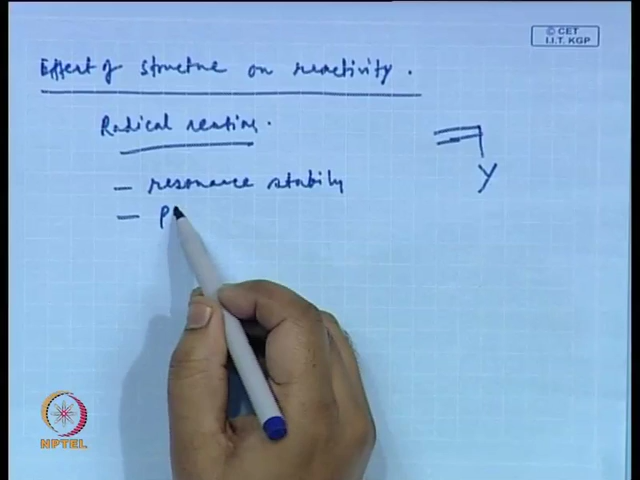 © CET
I.I.T. KGP
Effect of structure on reactivity.
Radical reaction.
– resonance stability
– P
Y
NPTEL